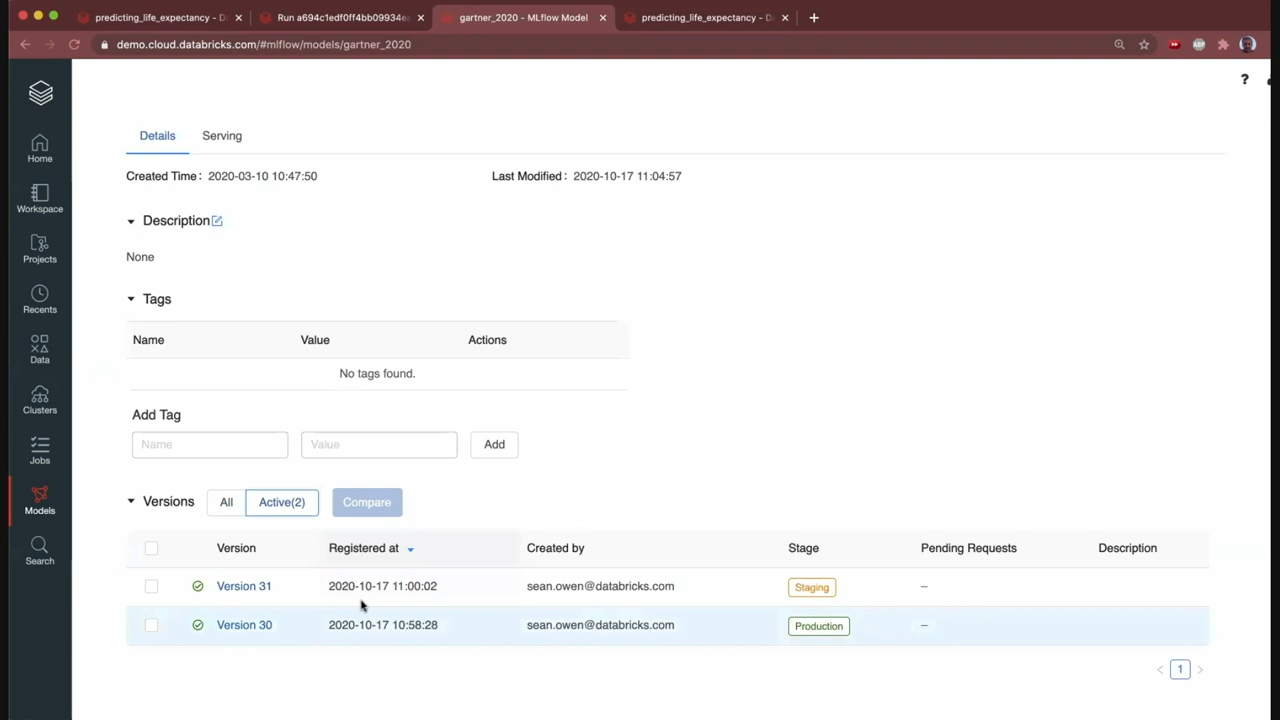 predicting_life_expectancy - D
Run a694c1edf0ff4bb09934e
gartner_2020 - MLflow Model
predicting_life_expectancy - D
demo.cloud.databricks.com/#mlflow/models/gartner_2020
ABP
?
Home
Workspace
Projects
Recents
Data
Clusters
Jobs
Models
Search
Details Serving
Created Time : 2020-03-10 10:47:50 Last Modified : 2020-10-17 11:04:57
Description
None
Tags
Name Value Actions
No tags found.
Add Tag
Name Value Add
Versions All Active(2) Compare
Version Registered at Created by Stage Pending Requests Description
Version 31 2020-10-17 11:00:02 sean.owen@databricks.com Staging –
Version 30 2020-10-17 10:58:28 sean.owen@databricks.com Production –
< 1 >